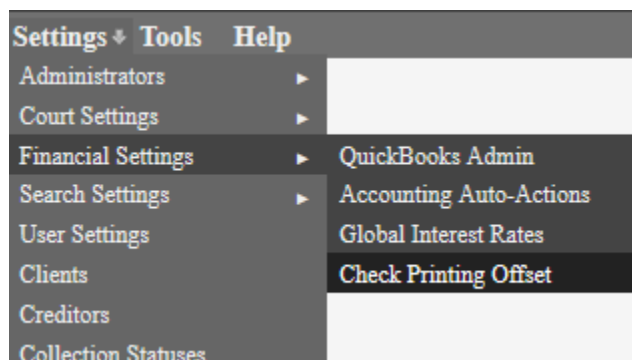 Settings Tools Help
Administrators
Court Settings
Financial Settings
Search Settings
User Settings
Clients
Creditors
Collection Statuses
QuickBooks Admin
Accounting Auto-Actions
Global Interest Rates
Check Printing Offset